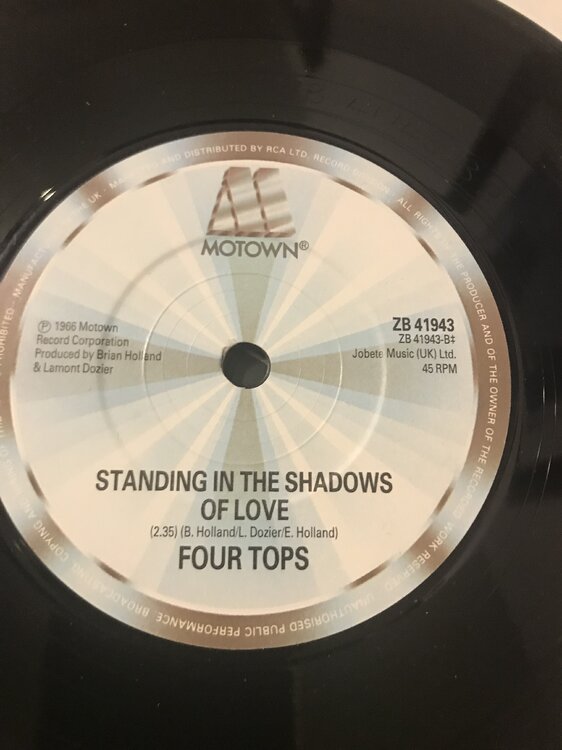 MOTOWN®
℗ 1966 Motown
Record Corporation
Produced by Brian Holland
& Lamont Dozier
ZB 41943
ZB 41943-B‡
Jobete Music (UK) Ltd.
45 RPM
STANDING IN THE SHADOWS
OF LOVE
(2.35) (B. Holland/L. Dozier/E. Holland)
FOUR TOPS
UK - AND DISTRIBUTED BY RCA LTD. RECORD DIVISION - ALL RIGHTS OF THE PRODUCER AND OF THE OWNER OF THE RECORDED WORK RESERVED. UNAUTHORISED PUBLIC PERFORMANCE, BROADCASTING COPYING PROHIBITED -